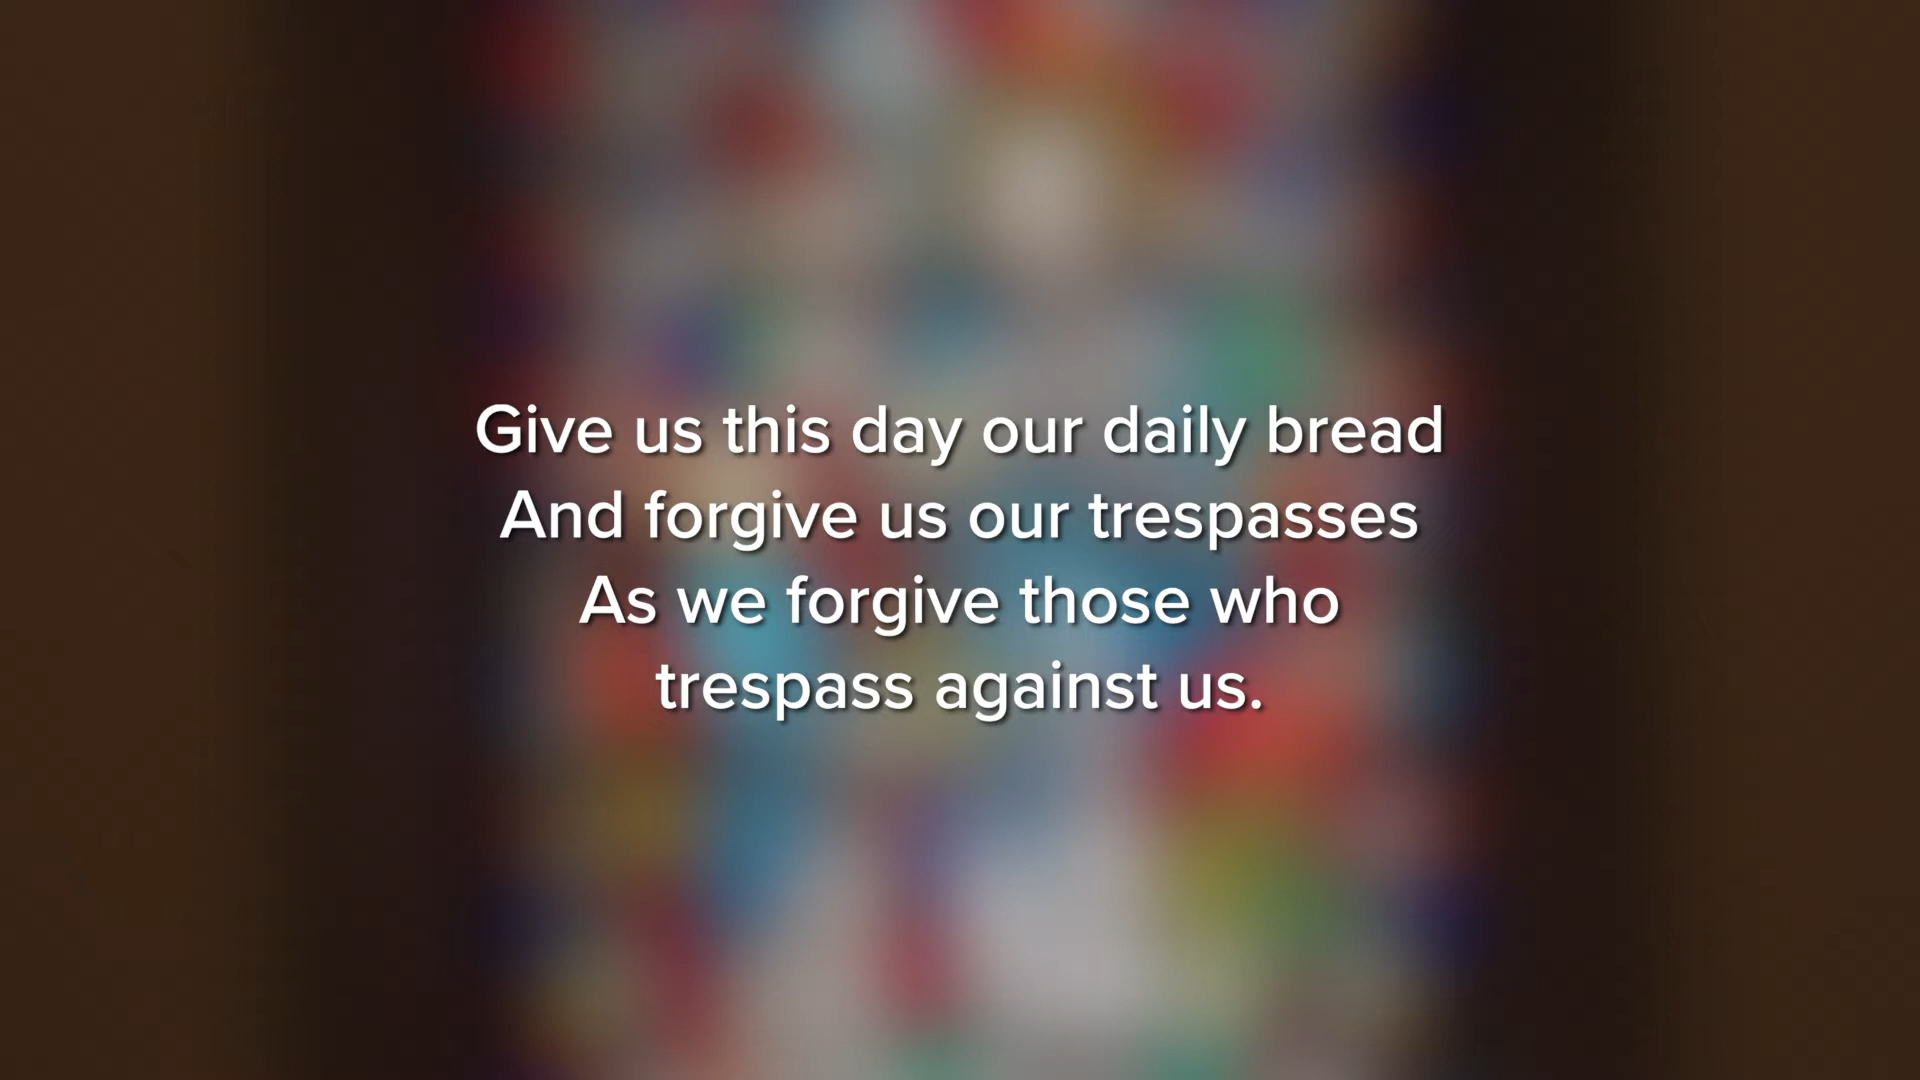 Give us this day our daily bread
And forgive us our trespasses
As we forgive those who
trespass against us.